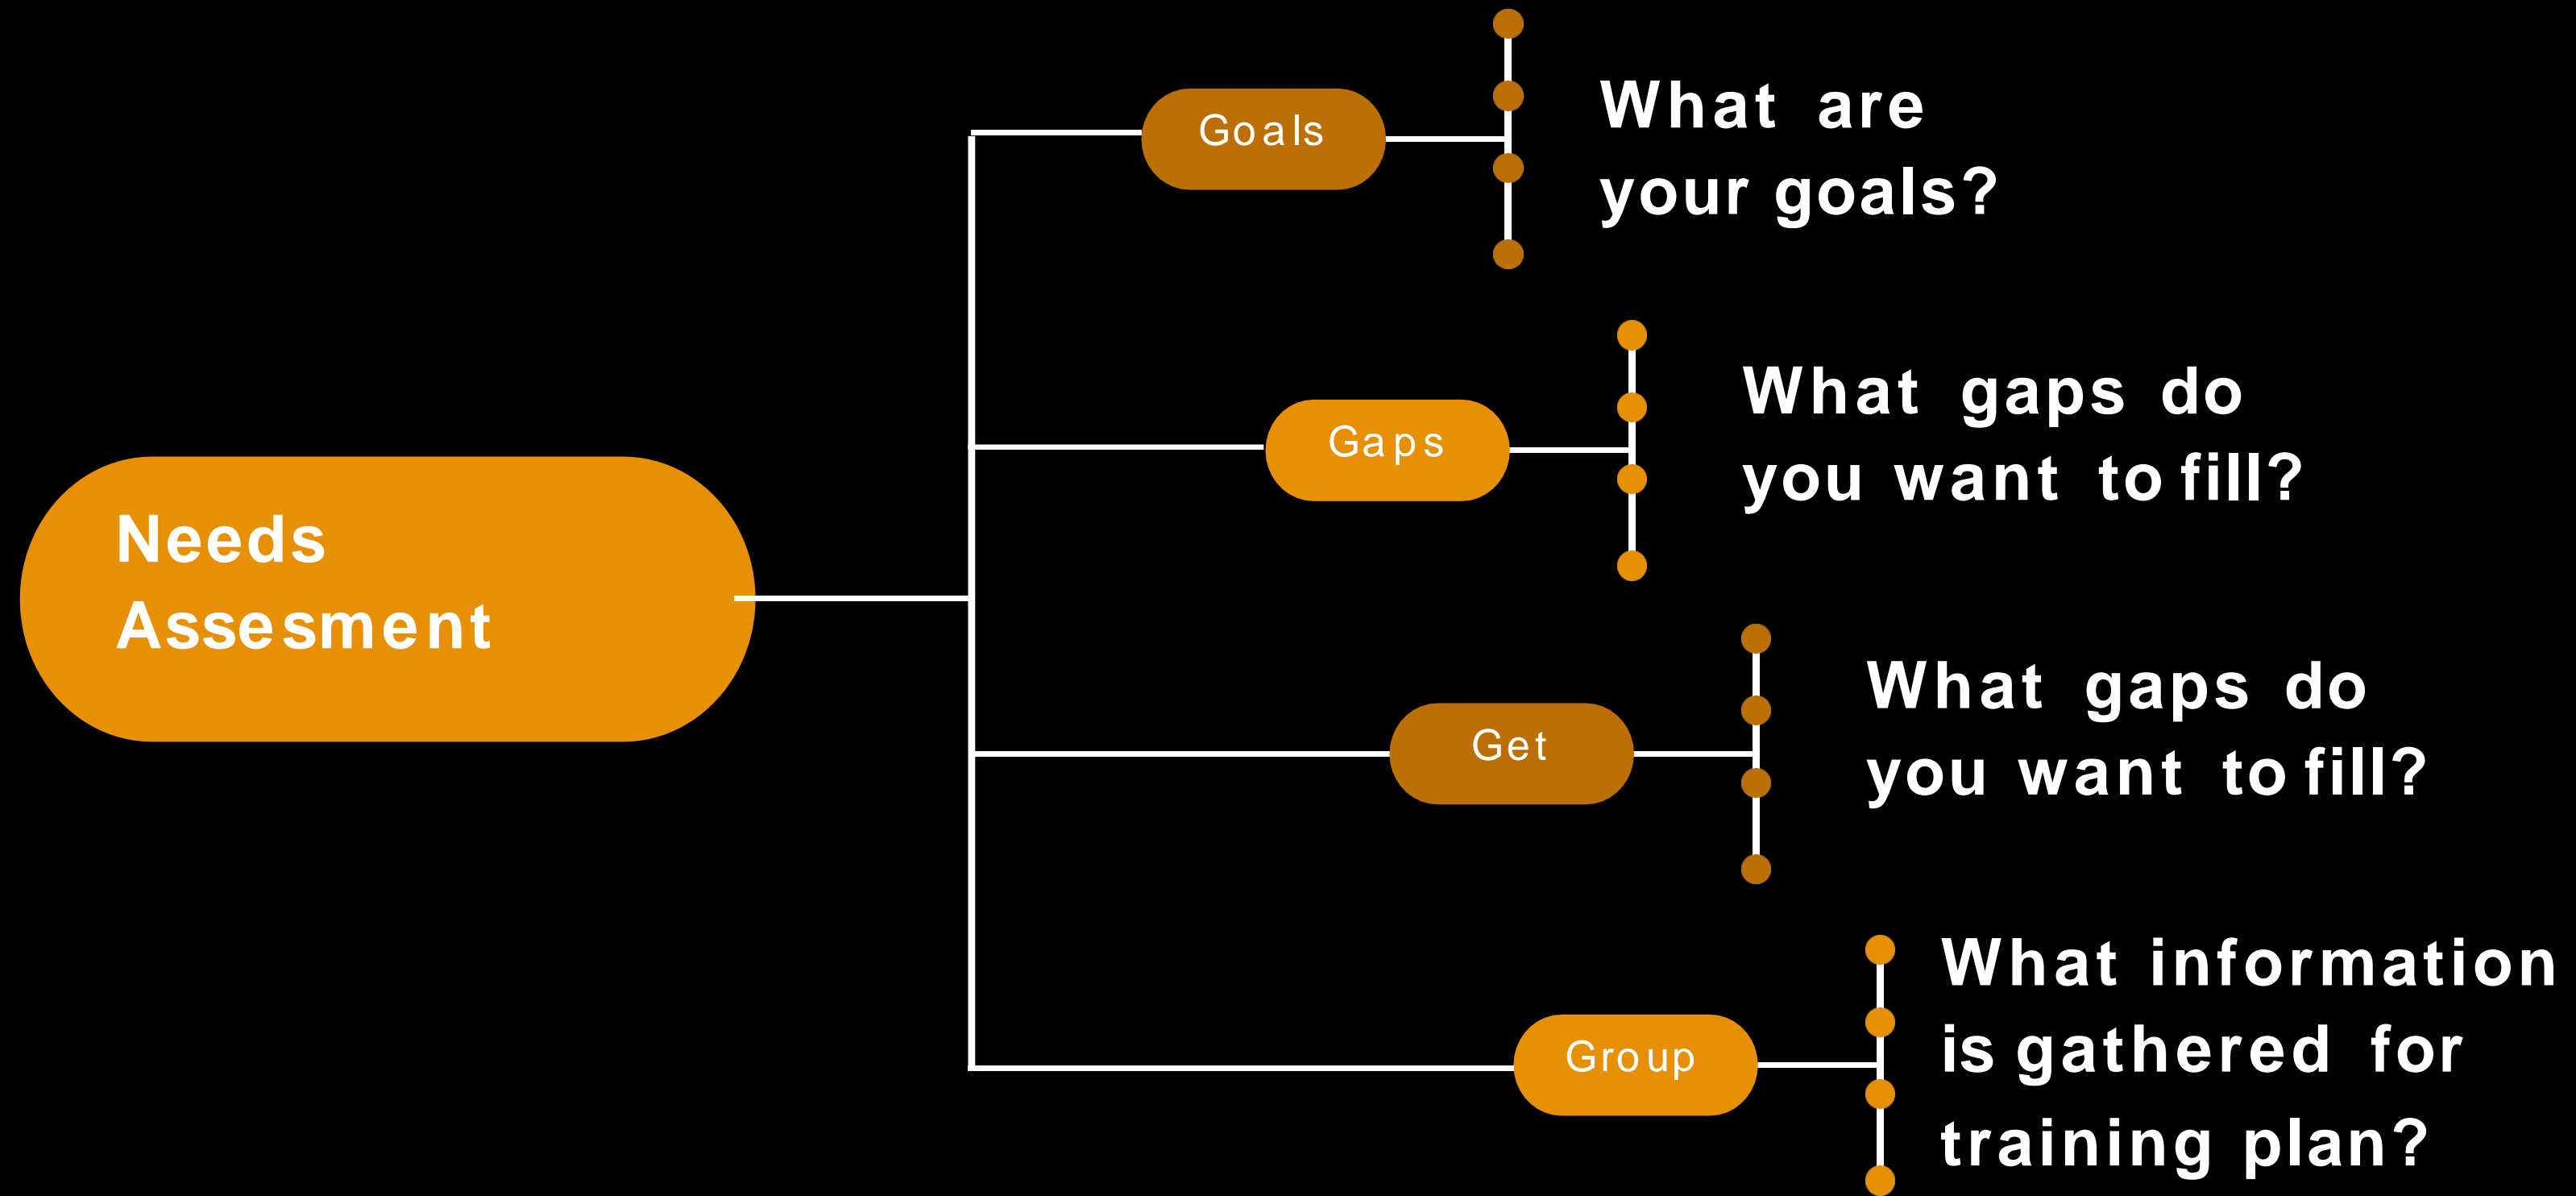 Needs
Assesment
Goals
What are
your goals?
Gaps
What gaps do
you want to fill?
Get
What gaps do
you want to fill?
Group
What information
is gathered for
training plan?